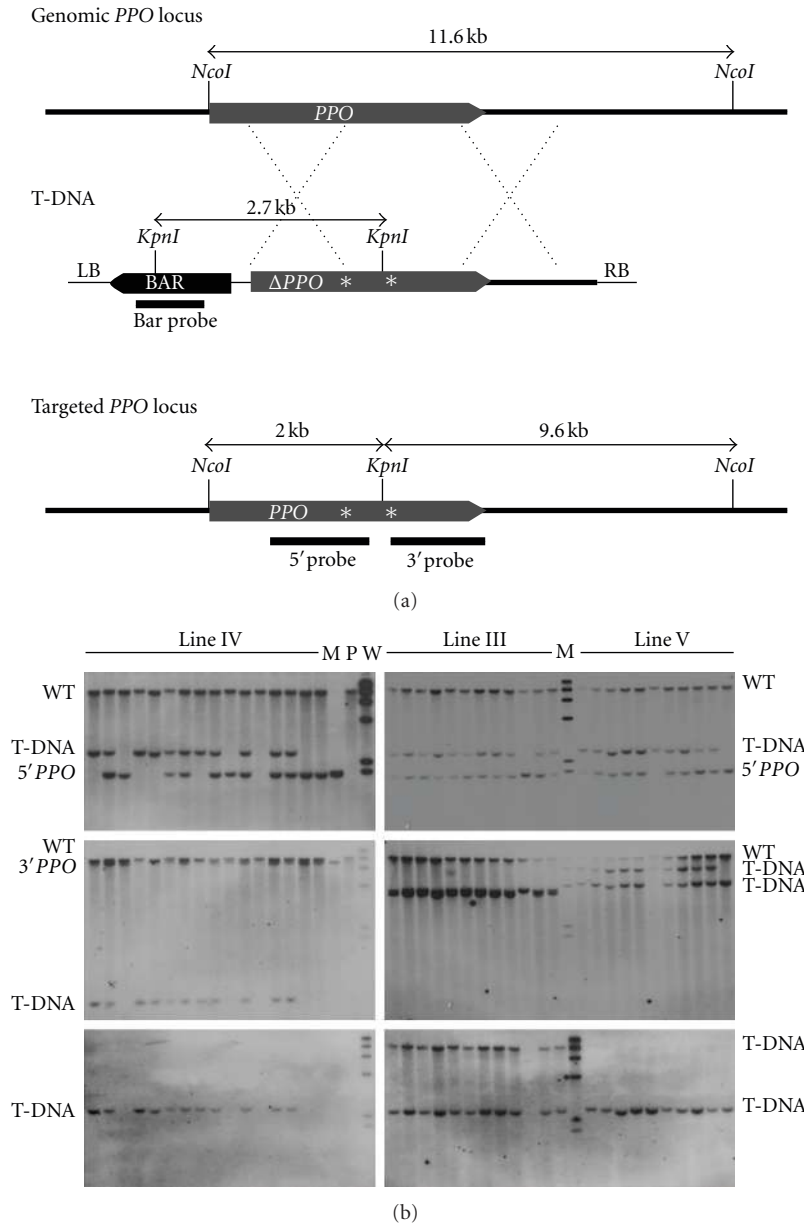 Genomic PPO locus
11.6 kb
NcoI NcoI
PPO
T-DNA
2.7 kb
KpnI KpnI
LB BAR ΔPPO * * RB
Bar probe
Targeted PPO locus
2 kb 9.6 kb
NcoI KpnI NcoI
PPO * *
5′ probe 3′ probe
(a)
Line IV M P W Line III M Line V
WT WT
T-DNA T-DNA
5′ PPO 5′ PPO
WT WT
3′ PPO T-DNA
T-DNA
T-DNA
T-DNA
T-DNA T-DNA
(b)